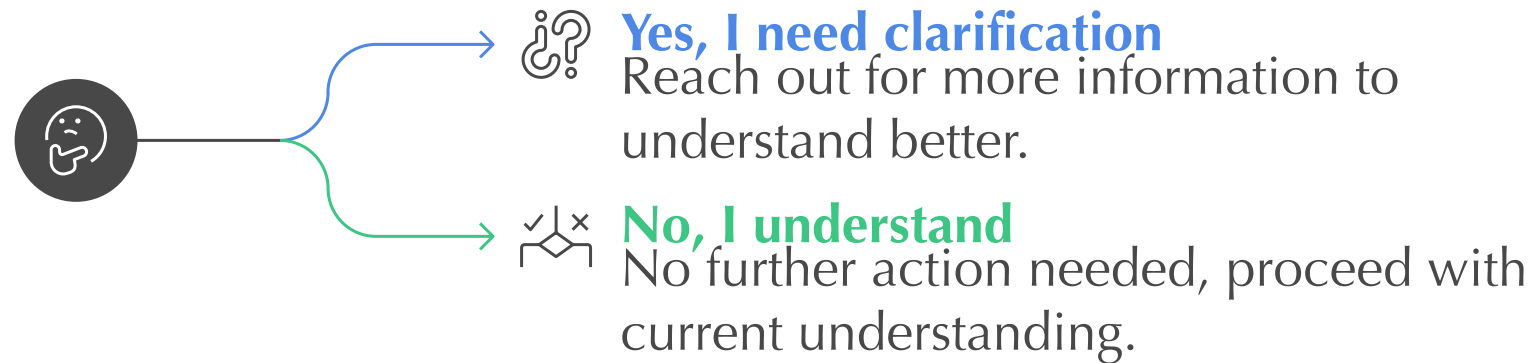 Yes, I need clarification
Reach out for more information to
understand better.
No, I understand
No further action needed, proceed with
current understanding.